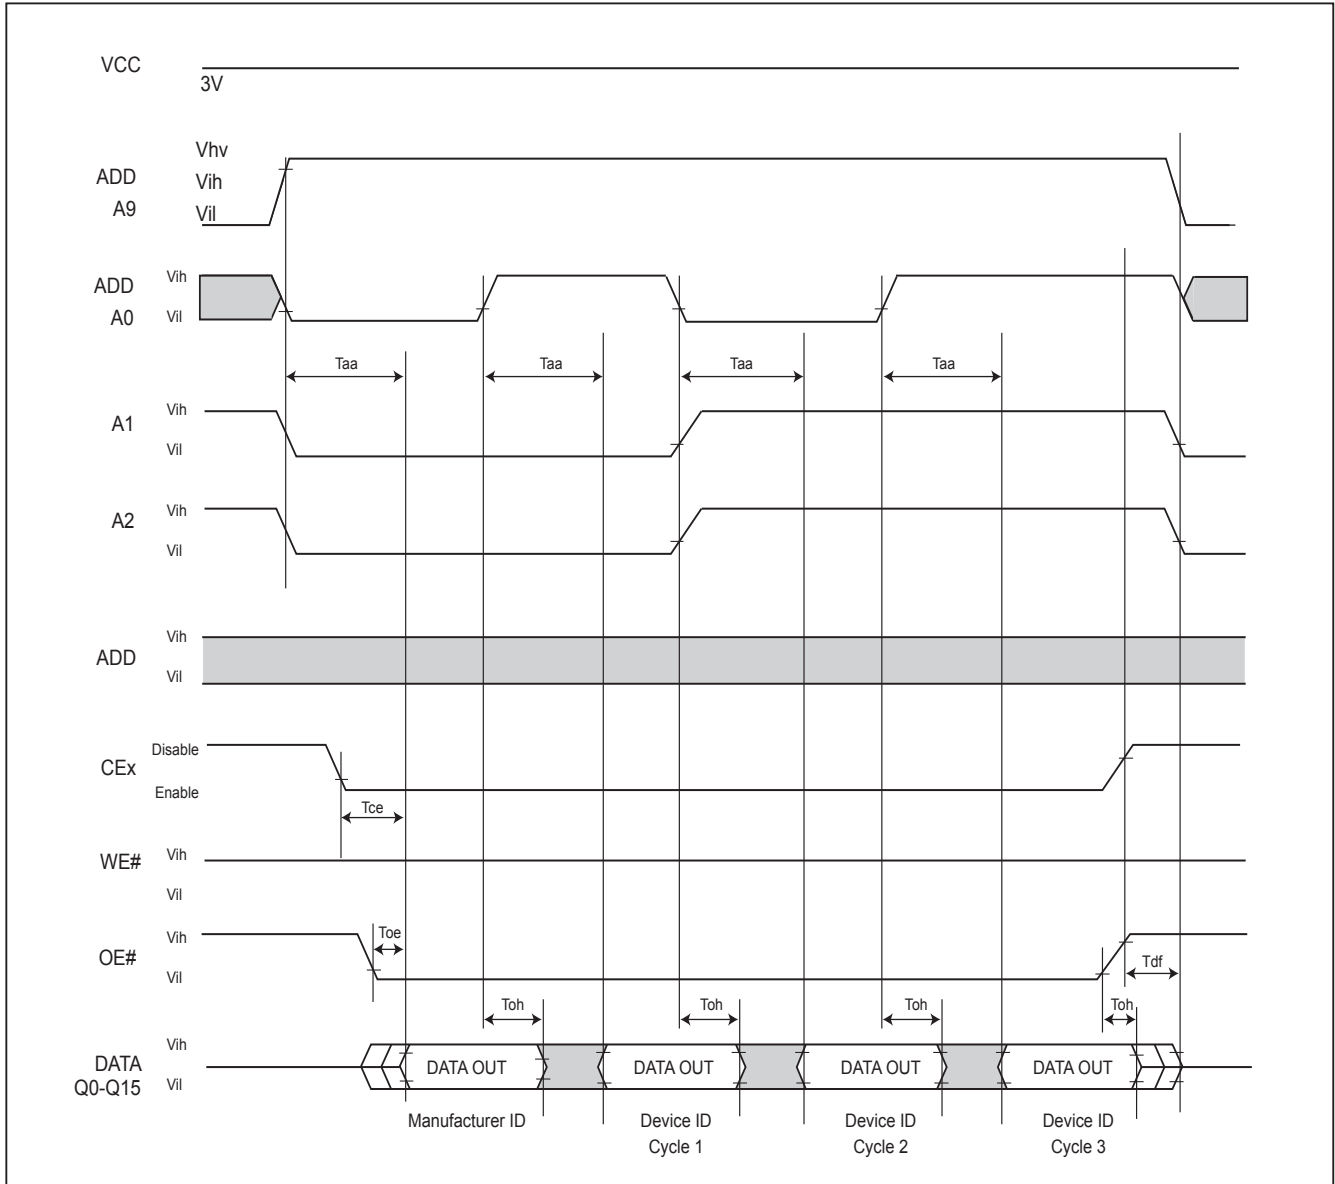 VCC
3V
Vhv
ADD
Vih
A9
Vil
ADD
Vih
A0
Vil
Taa
Taa
Taa
Taa
A1
Vih
Vil
A2
Vih
Vil
ADD
Vih
Vil
CEx
Disable
Enable
Tce
WE#
Vih
Vil
OE#
Vih
Vil
Toe
Tdf
Toh
Toh
Toh
Toh
DATA
Q0-Q15
Vih
Vil
DATA OUT
DATA OUT
DATA OUT
DATA OUT
Manufacturer ID
Device ID
Cycle 1
Device ID
Cycle 2
Device ID
Cycle 3